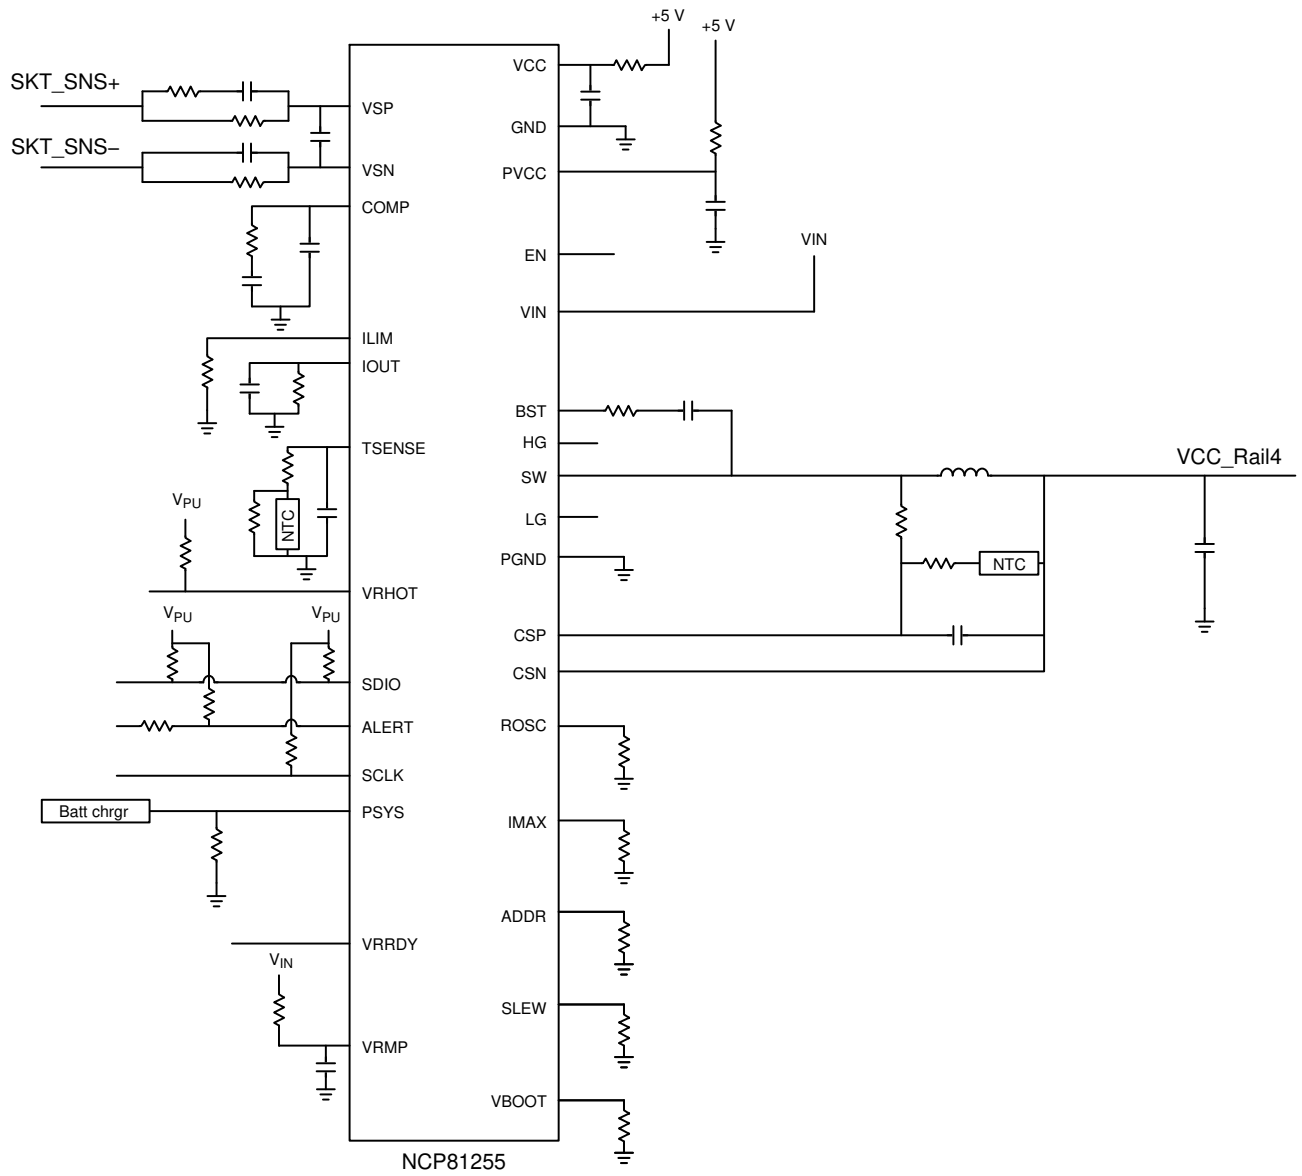 +5 V
+5 V
SKT_SNS+
SKT_SNS–
VSP
VSN
COMP
ILIM
IOUT
TSENSE
NTC
VPU
VRHOT
VPU
VPU
SDIO
ALERT
SCLK
Batt chrgr
PSYS
VRRDY
VIN
VRMP
VCC
GND
PVCC
EN
VIN
VIN
BST
HG
SW
LG
PGND
CSP
CSN
ROSC
IMAX
ADDR
SLEW
VBOOT
VCC_Rail4
NTC
NCP81255